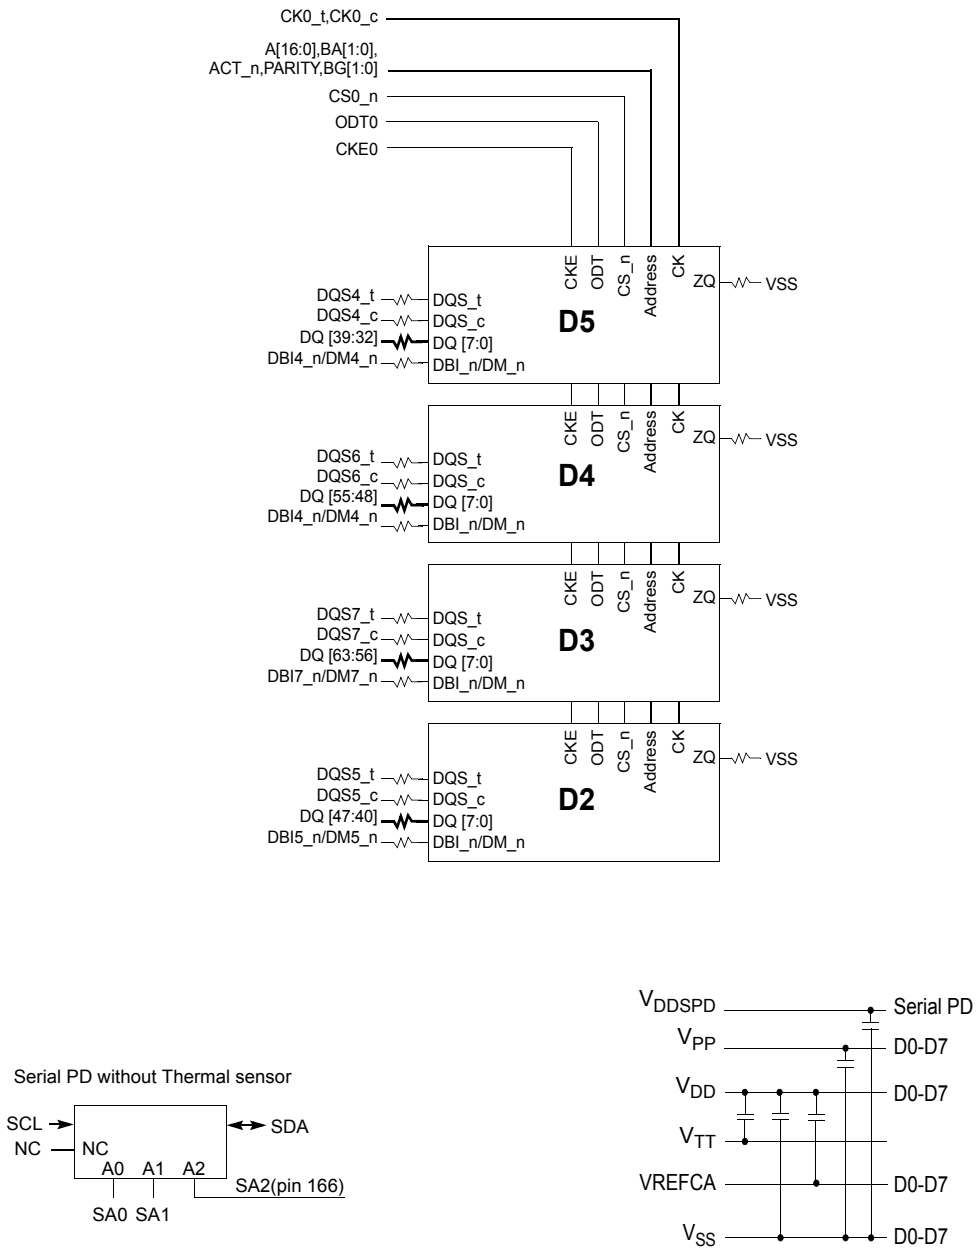 CK0_t,CK0_c
A[16:0],BA[1:0],
ACT_n,PARITY,BG[1:0]
CS0_n
ODT0
CKE0
CKE
ODT
CS_n
Address
CK
ZQ
VSS
DQS4_t
DQS4_c
DQ [39:32]
DBI4_n/DM4_n
DQS_t
DQS_c
DQ [7:0]
DBI_n/DM_n
D5
CKE
ODT
CS_n
Address
CK
ZQ
VSS
DQS6_t
DQS6_c
DQ [55:48]
DBI4_n/DM4_n
DQS_t
DQS_c
DQ [7:0]
DBI_n/DM_n
D4
CKE
ODT
CS_n
Address
CK
ZQ
VSS
DQS7_t
DQS7_c
DQ [63:56]
DBI7_n/DM7_n
DQS_t
DQS_c
DQ [7:0]
DBI_n/DM_n
D3
CKE
ODT
CS_n
Address
CK
ZQ
VSS
DQS5_t
DQS5_c
DQ [47:40]
DBI5_n/DM5_n
DQS_t
DQS_c
DQ [7:0]
DBI_n/DM_n
D2
Serial PD without Thermal sensor
SCL
SDA
NC
NC
A0 A1 A2
SA0 SA1
SA2(pin 166)
VDDSPD
Serial PD
VPP
D0-D7
VDD
D0-D7
VTT
VREFCA
D0-D7
VSS
D0-D7